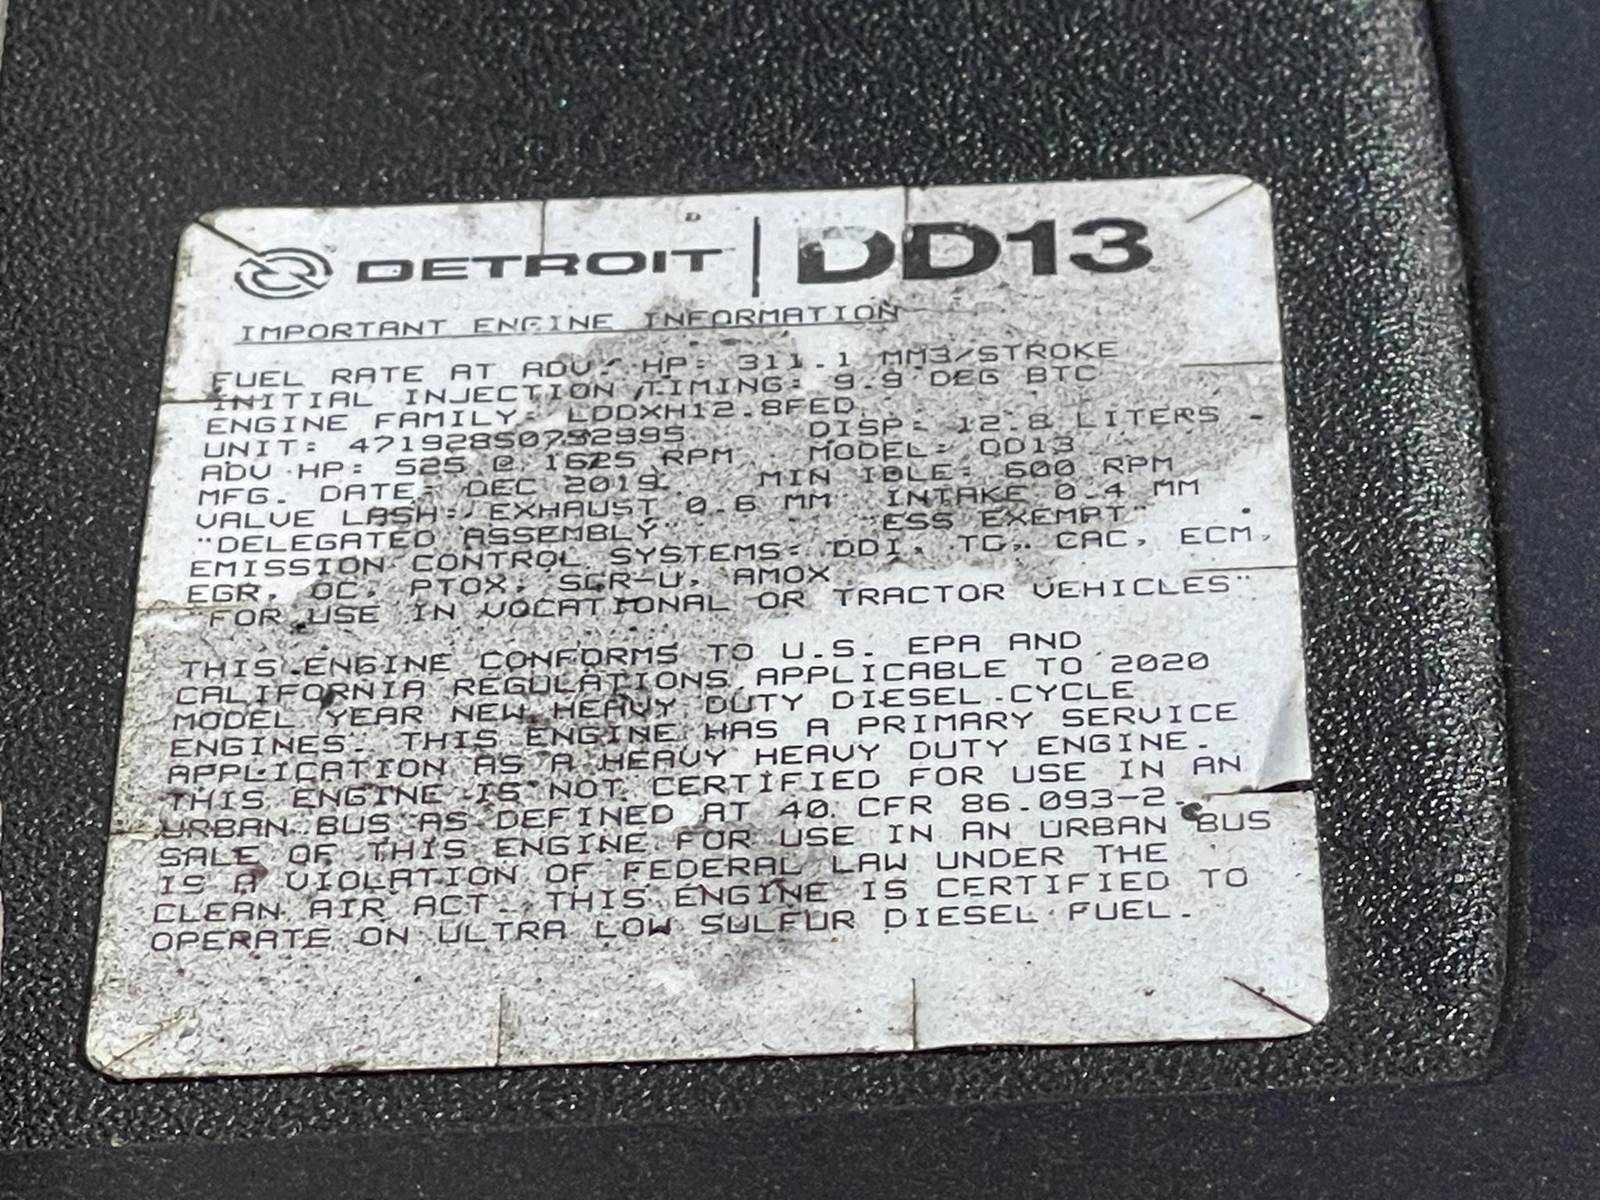 DETROIT | DD13
IMPORTANT ENGINE INFORMATION
FUEL RATE AT ADV. HP: 311.1 MM3/STROKE
INITIAL INJECTION TIMING: 9.9 DEG BTC
ENGINE FAMILY: LDDXH12.8FED
UNIT: DISP: 12.8 LITERS
ADV HP: 525 @ 1625 RPM MODEL: DD13
MFG. DATE: DEC 2019 MIN IDLE: 600 RPM
VALVE LASH: EXHAUST 0.6 MM INTAKE 0.4 MM
"DELEGATED ASSEMBLY" "ESS EXEMPT"
EMISSION CONTROL SYSTEMS: DDI, TC, CAC, ECM,
EGR, OC, PTOX, SCR-U, AMOX
"FOR USE IN VOCATIONAL OR TRACTOR VEHICLES"
THIS ENGINE CONFORMS TO U.S. EPA AND
CALIFORNIA REGULATIONS APPLICABLE TO 2020
MODEL YEAR NEW HEAVY DUTY DIESEL CYCLE
ENGINES. THIS ENGINE HAS A PRIMARY SERVICE
APPLICATION AS A HEAVY HEAVY DUTY ENGINE.
THIS ENGINE IS NOT CERTIFIED FOR USE IN AN
URBAN BUS AS DEFINED AT 40 CFR 86.093-2.
SALE OF THIS ENGINE FOR USE IN AN URBAN BUS
IS A VIOLATION OF FEDERAL LAW UNDER THE
CLEAN AIR ACT. THIS ENGINE IS CERTIFIED TO
OPERATE ON ULTRA LOW SULFUR DIESEL FUEL.